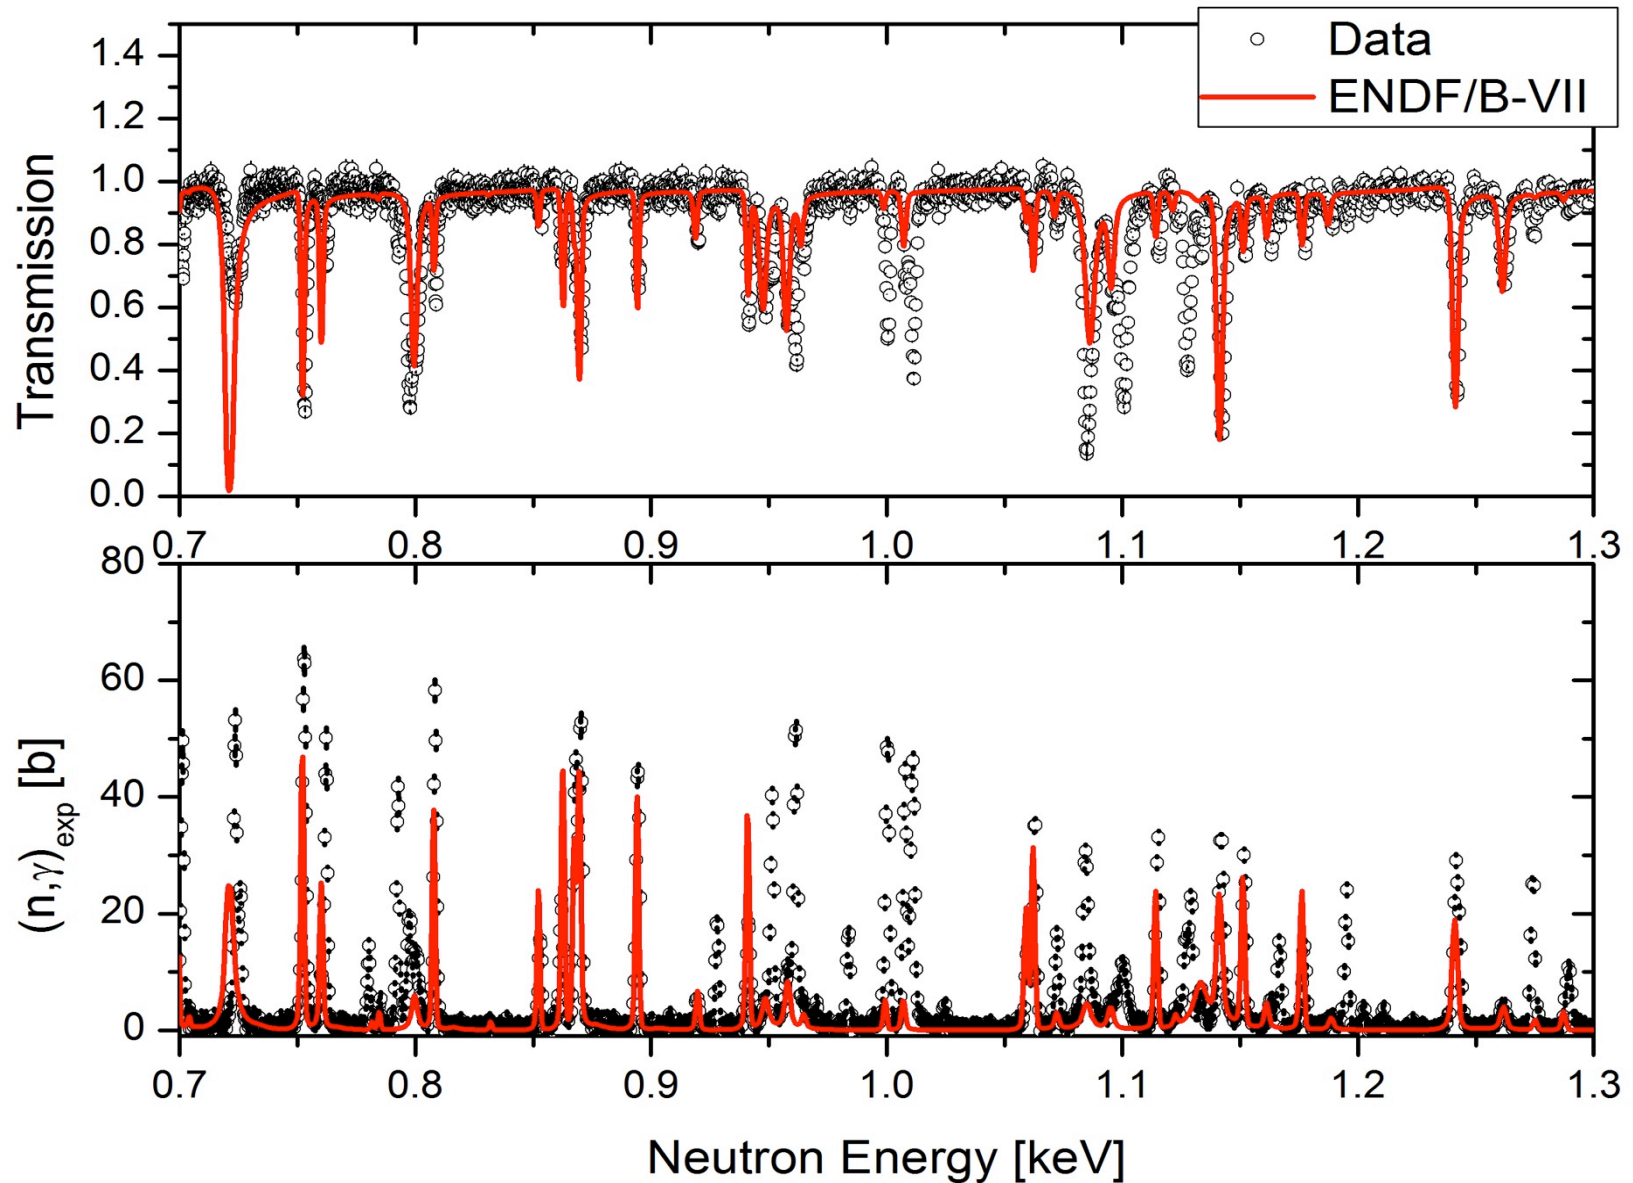 Data
ENDF/B-VII
Transmission
1.4
1.2
1.0
0.8
0.6
0.4
0.2
0.0
0.7 0.8 0.9 1.0 1.1 1.2 1.3
(n,γ)exp [b]
80
60
40
20
0
0.7 0.8 0.9 1.0 1.1 1.2 1.3
Neutron Energy [keV]